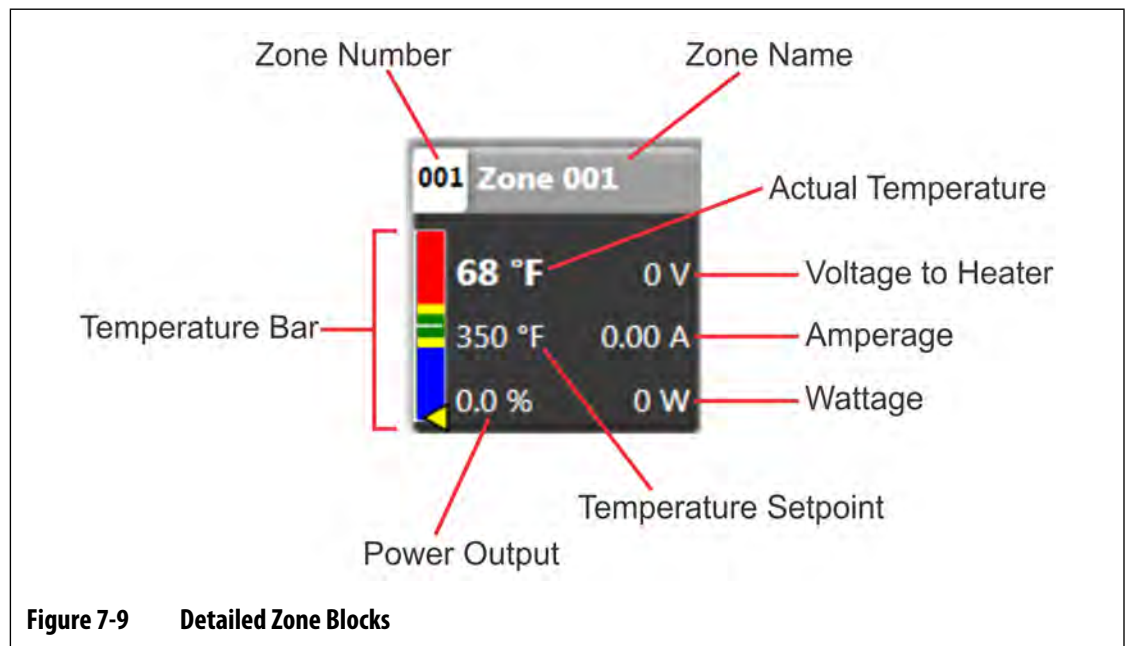 Zone Number
Zone Name
001 Zone 001
Actual Temperature
68 °F
0 V
Voltage to Heater
Temperature Bar
350 °F
0.00 A
Amperage
0.0 %
0 W
Wattage
Temperature Setpoint
Power Output
Figure 7-9 Detailed Zone Blocks